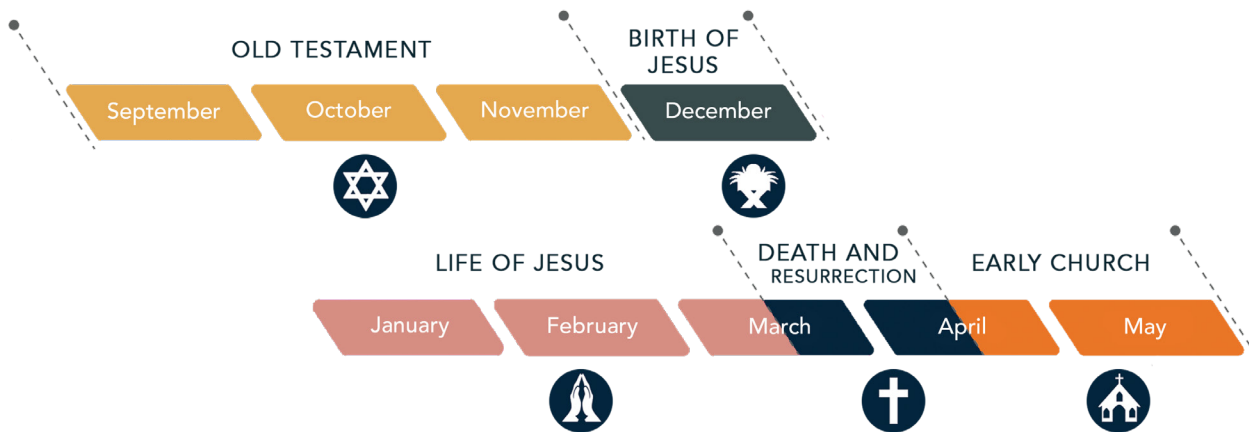 OLD TESTAMENT
BIRTH OF
JESUS
September October November December
LIFE OF JESUS
DEATH AND
RESURRECTION
EARLY CHURCH
January February March April May